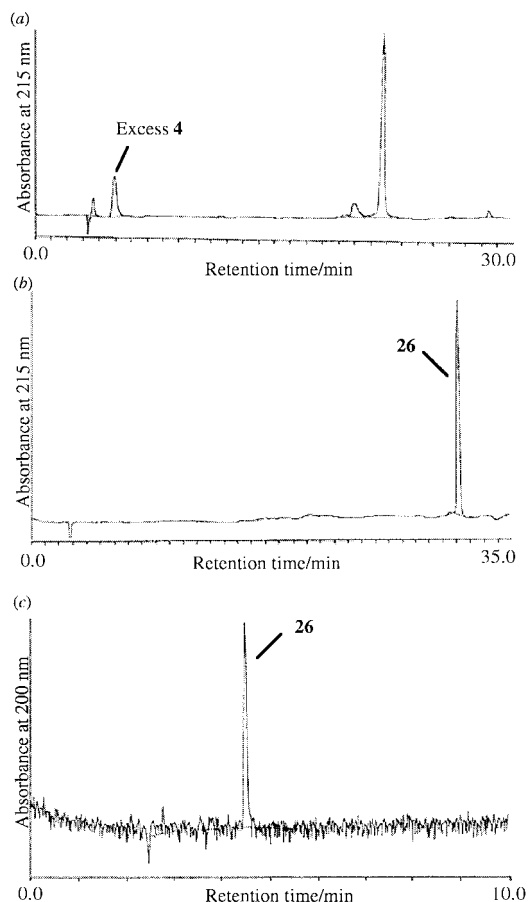 (a)
Absorbance at 215 nm
Excess 4
0.0
30.0
Retention time/min
(b)
Absorbance at 215 nm
26
0.0
35.0
Retention time/min
(c)
Absorbance at 200 nm
26
0.0
10.0
Retention time/min